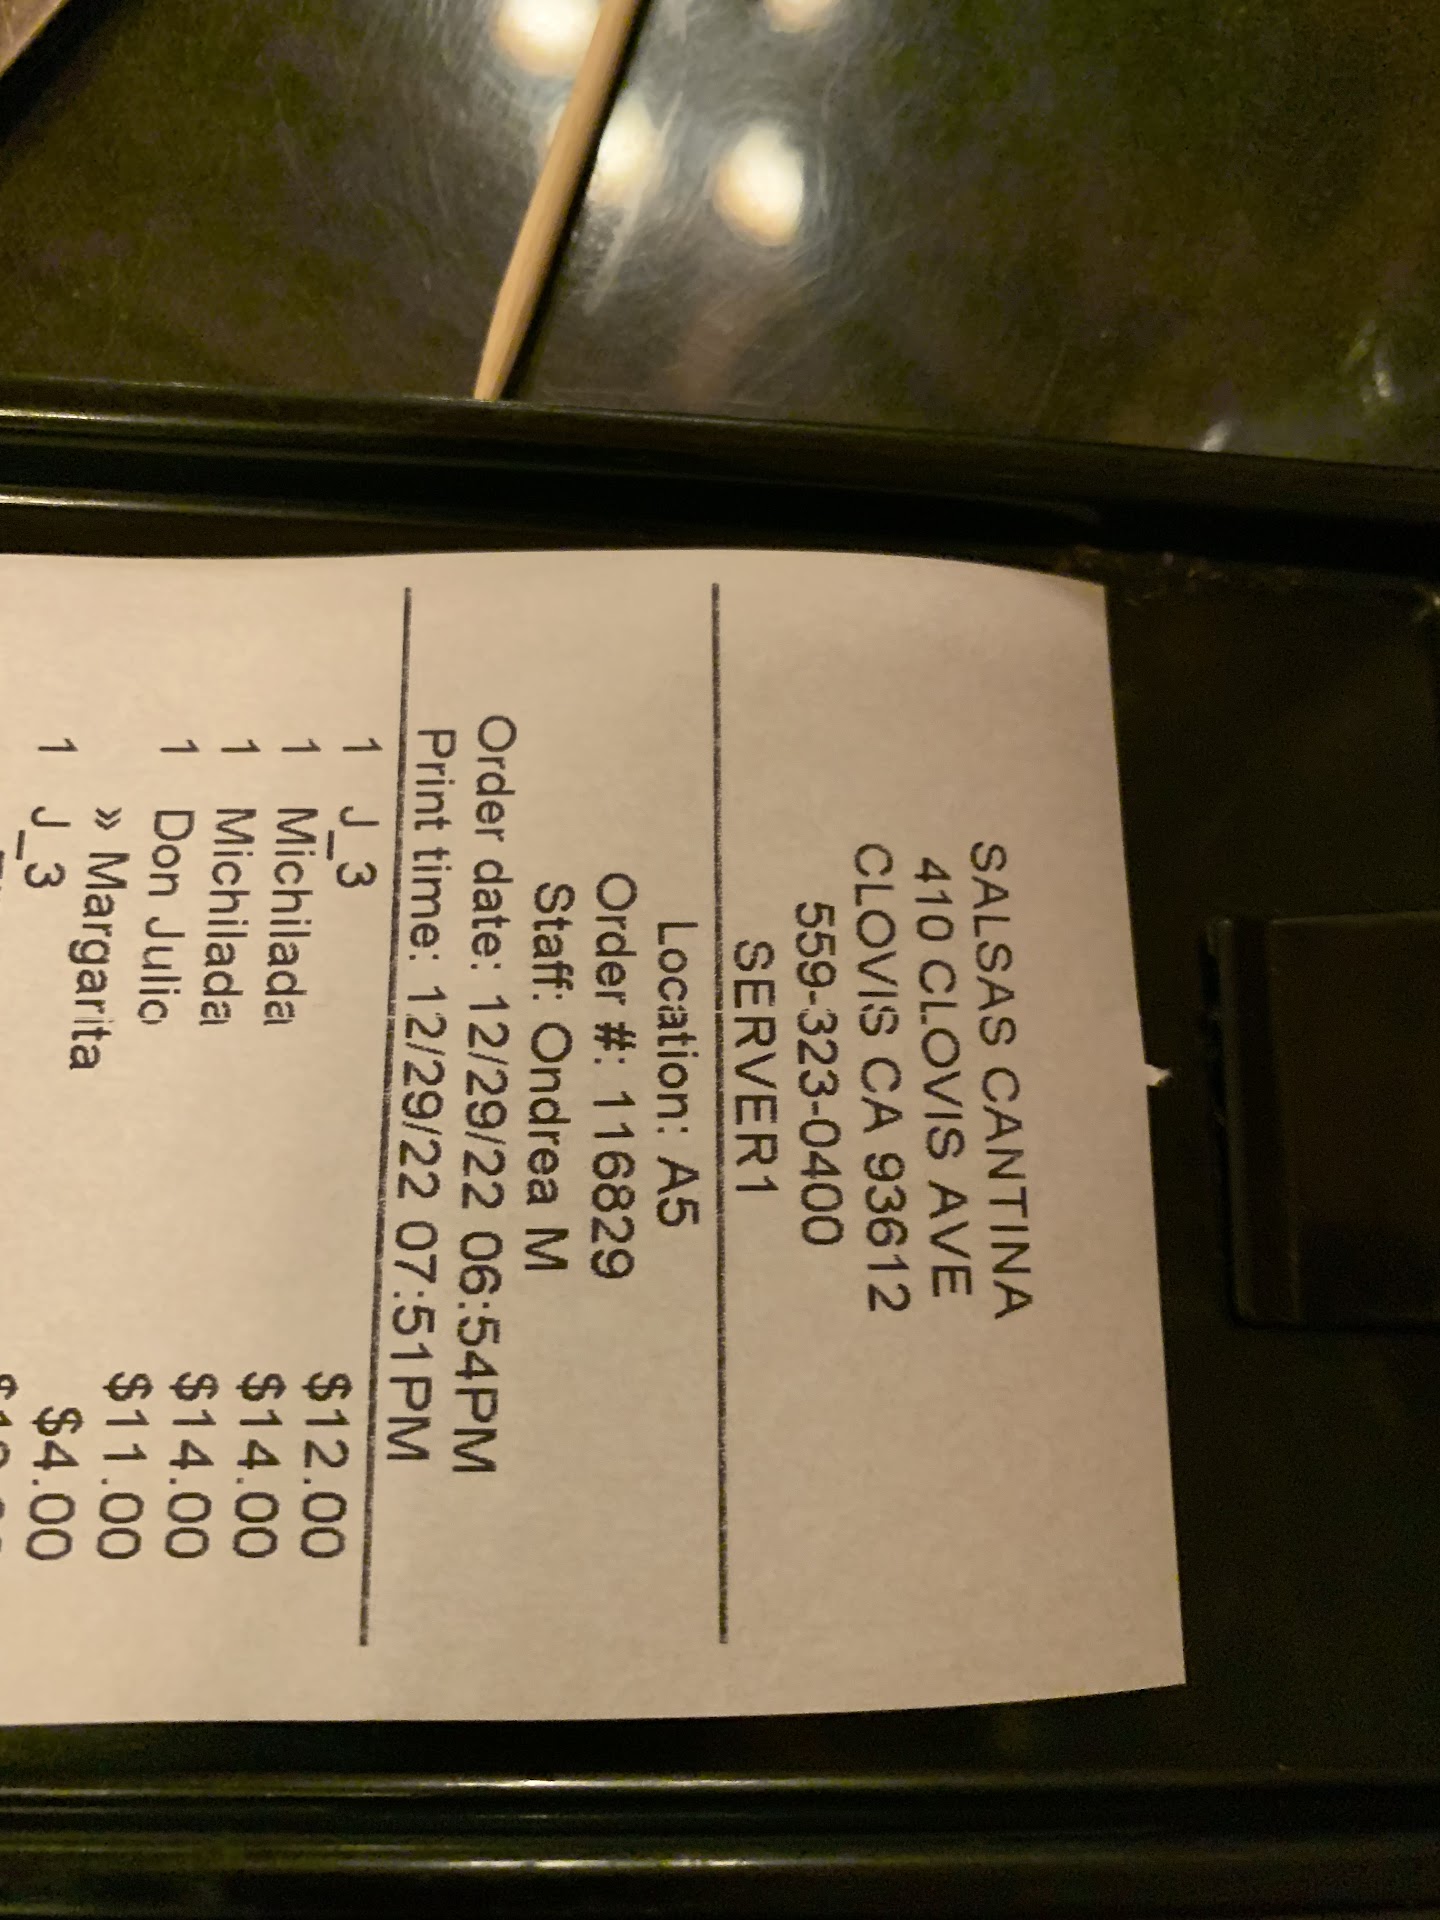 SALSAS CANTINA
410 CLOVIS AVE
CLOVIS CA 93612
559-323-0400
SERVER1
Location: A5
Order #: 116829
Staff: Ondrea M
Order date: 12/29/22 06:54PM
Print time: 12/29/22 07:51PM
1 J_3 $12.00
1 Michilada $14.00
1 Michilada $14.00
1 Don Julio $11.00
» Margarita $4.00
1 J_3